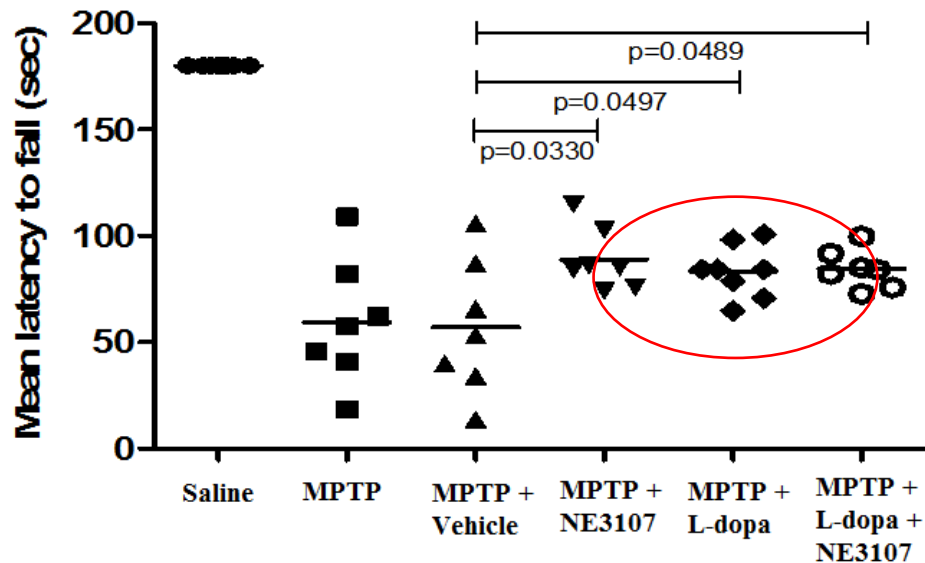 Mean latency to fall (sec)
200
150
100
50
0
p=0.0489
p=0.0497
p=0.0330
Saline
MPTP
MPTP +
Vehicle
MPTP +
NE3107
MPTP +
L-dopa
MPTP +
L-dopa +
NE3107